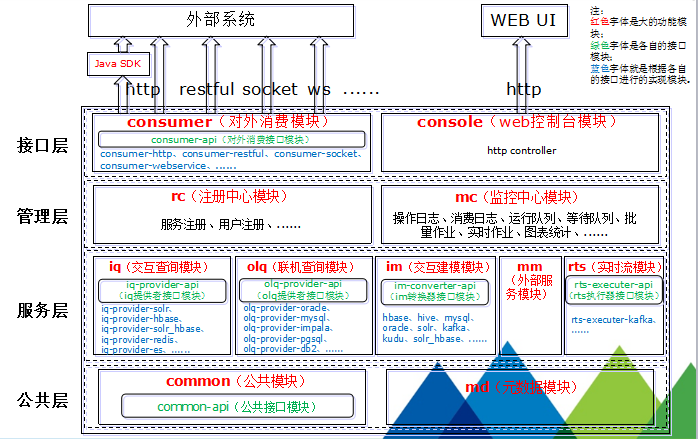 外部系统
WEB UI
注：
红色字体是大的功能模
块；
绿色字体是各自的接口
模块；
蓝色字体就是根据各自
的接口进行的实现模块。
Java SDK
http restful socket ws ……
http
接口层
consumer（对外消费模块）
consumer-api（对外消费接口模块）
consumer-http、consumer-restful、consumer-socket、
consumer-webservice、……
console（web控制台模块）
http controller
管理层
rc（注册中心模块）
服务注册、用户注册、……
mc（监控中心模块）
操作日志、消费日志、运行队列、等待队列、批
量作业、实时作业、图表统计、……
服务层
iq（交互查询模块）
iq-provider-api
（iq提供者接口模块）
iq-provider-solr、
iq-provider-hbase、
iq-provider-solr_hbase、
iq-provider-redis、
iq-provider-es、……
olq（联机查询模块）
olq-provider-api
（olq提供者接口模块）
olq-provider-oracle、
olq-provider-mysql、
olq-provider-impala、
olq-provider-pgsql、
olq-provider-db2、……
im（交互建模模块）
im-converter-api
（im转换器接口模块）
hbase、hive、mysql、
oracle、solr、kafka、
kudu、solr_hbase、……
mm
（外部服
务模块）
rts（实时流模块）
rts-executer-api
（rts执行器接口模块）
rts-executer-kafka、
……
公共层
common（公共模块）
common-api（公共接口模块）
md（元数据模块）